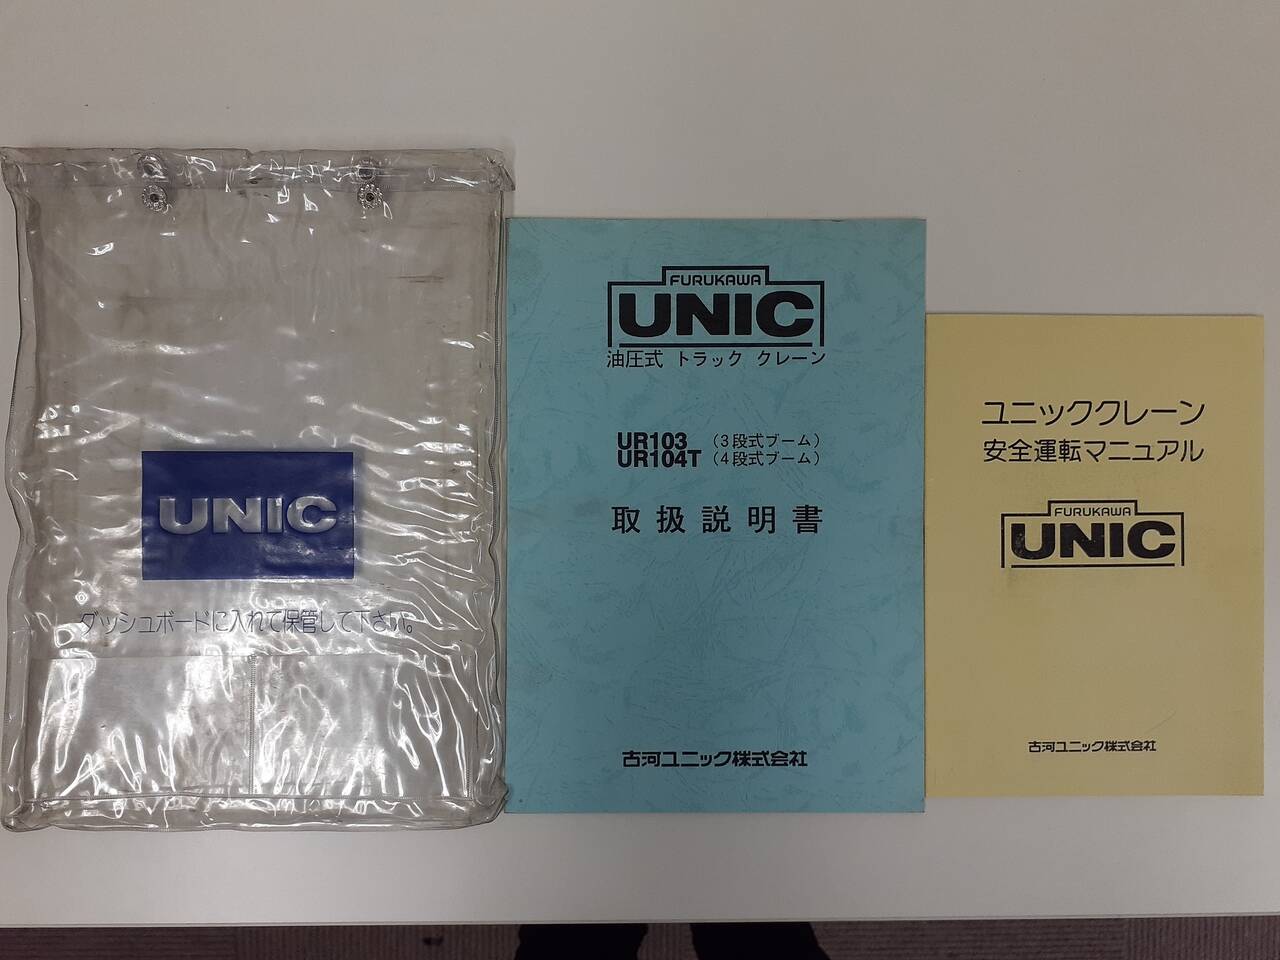 UNIC
ダッシュボードに入れて保管して下さい。
FURUKAWA
UNIC
油圧式 トラック クレーン
UR103 (3段式ブーム)
UR104T (4段式ブーム)
取扱説明書
古河ユニック株式会社
ユニッククレーン
安全運転マニュアル
FURUKAWA
UNIC
古河ユニック株式会社